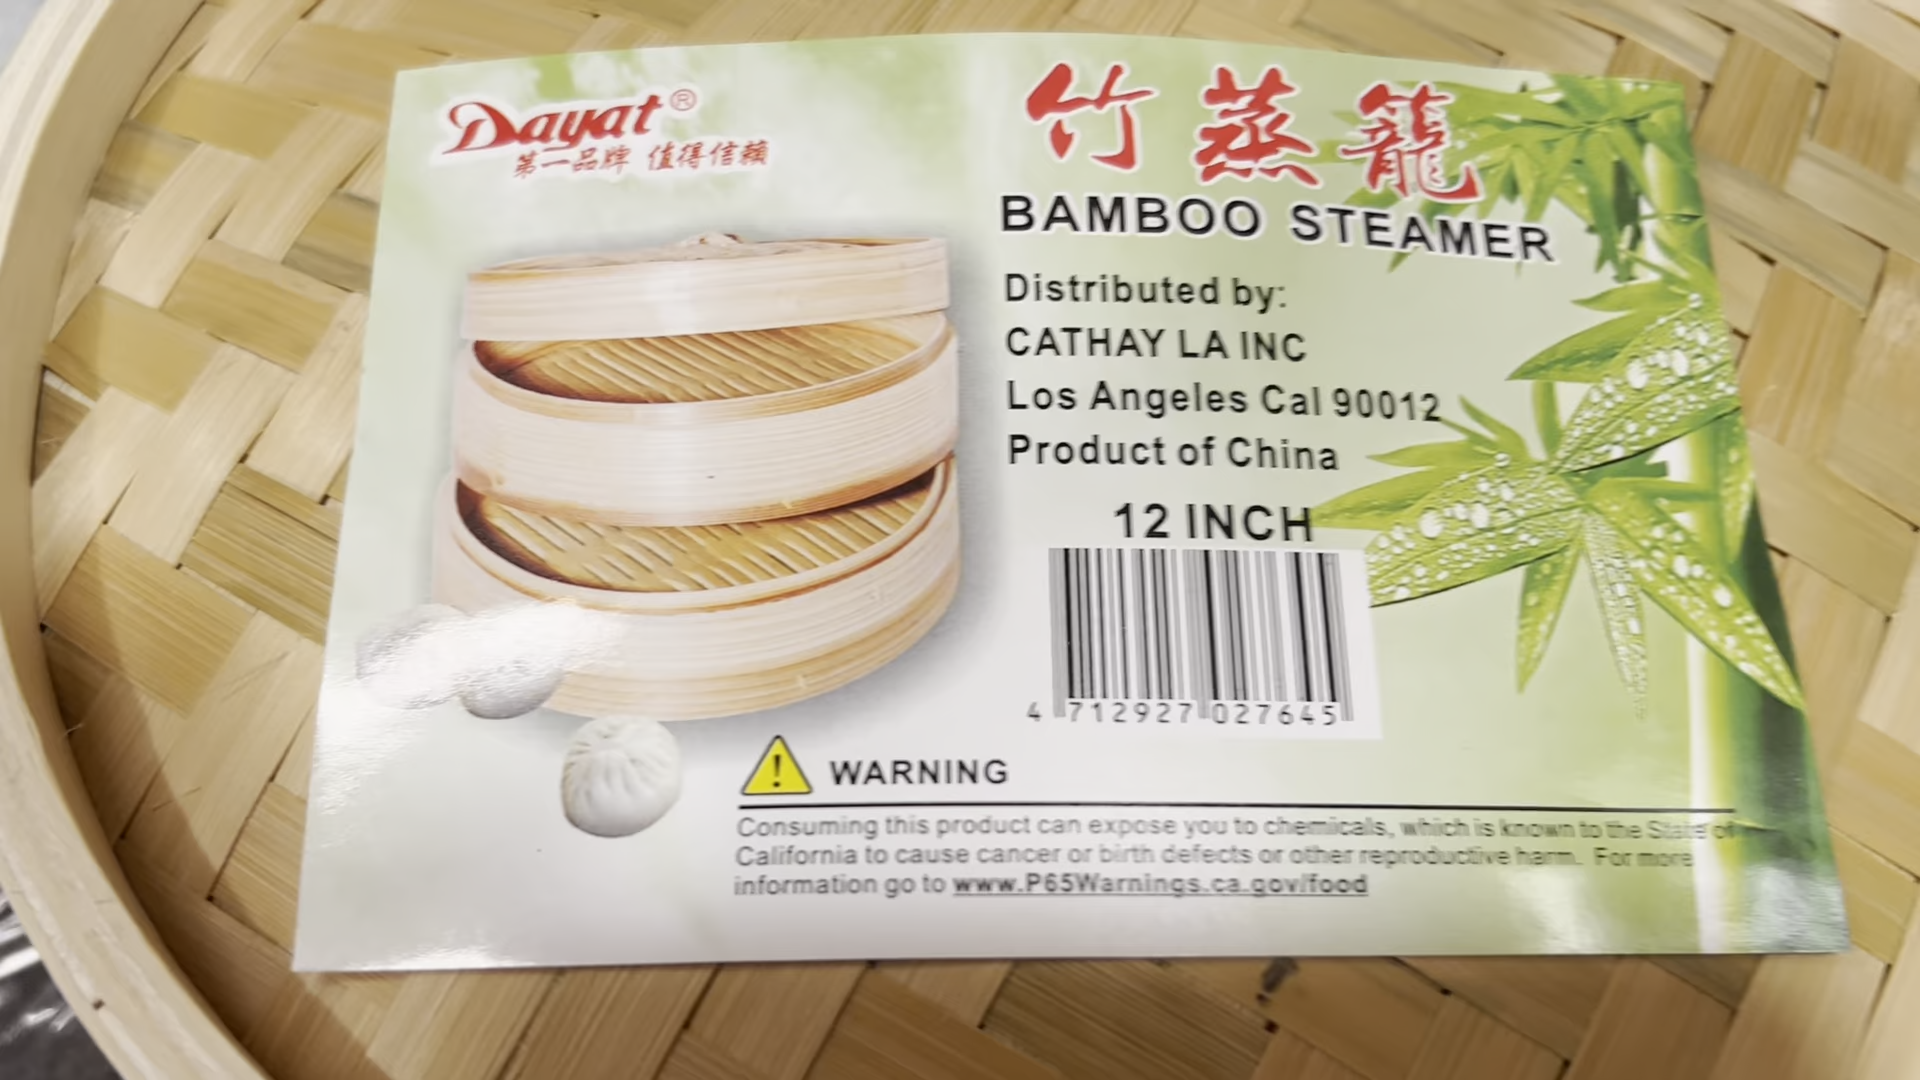 Dayat®
第一品牌 值得信賴
竹蒸籠
BAMBOO STEAMER
Distributed by:
CATHAY LA INC
Los Angeles Cal 90012
Product of China
12 INCH
4 712927 027645
WARNING
Consuming this product can expose you to chemicals, which is known to the State of
California to cause cancer or birth defects or other reproductive harm. For more
information go to www.P65Warnings.ca.gov/food